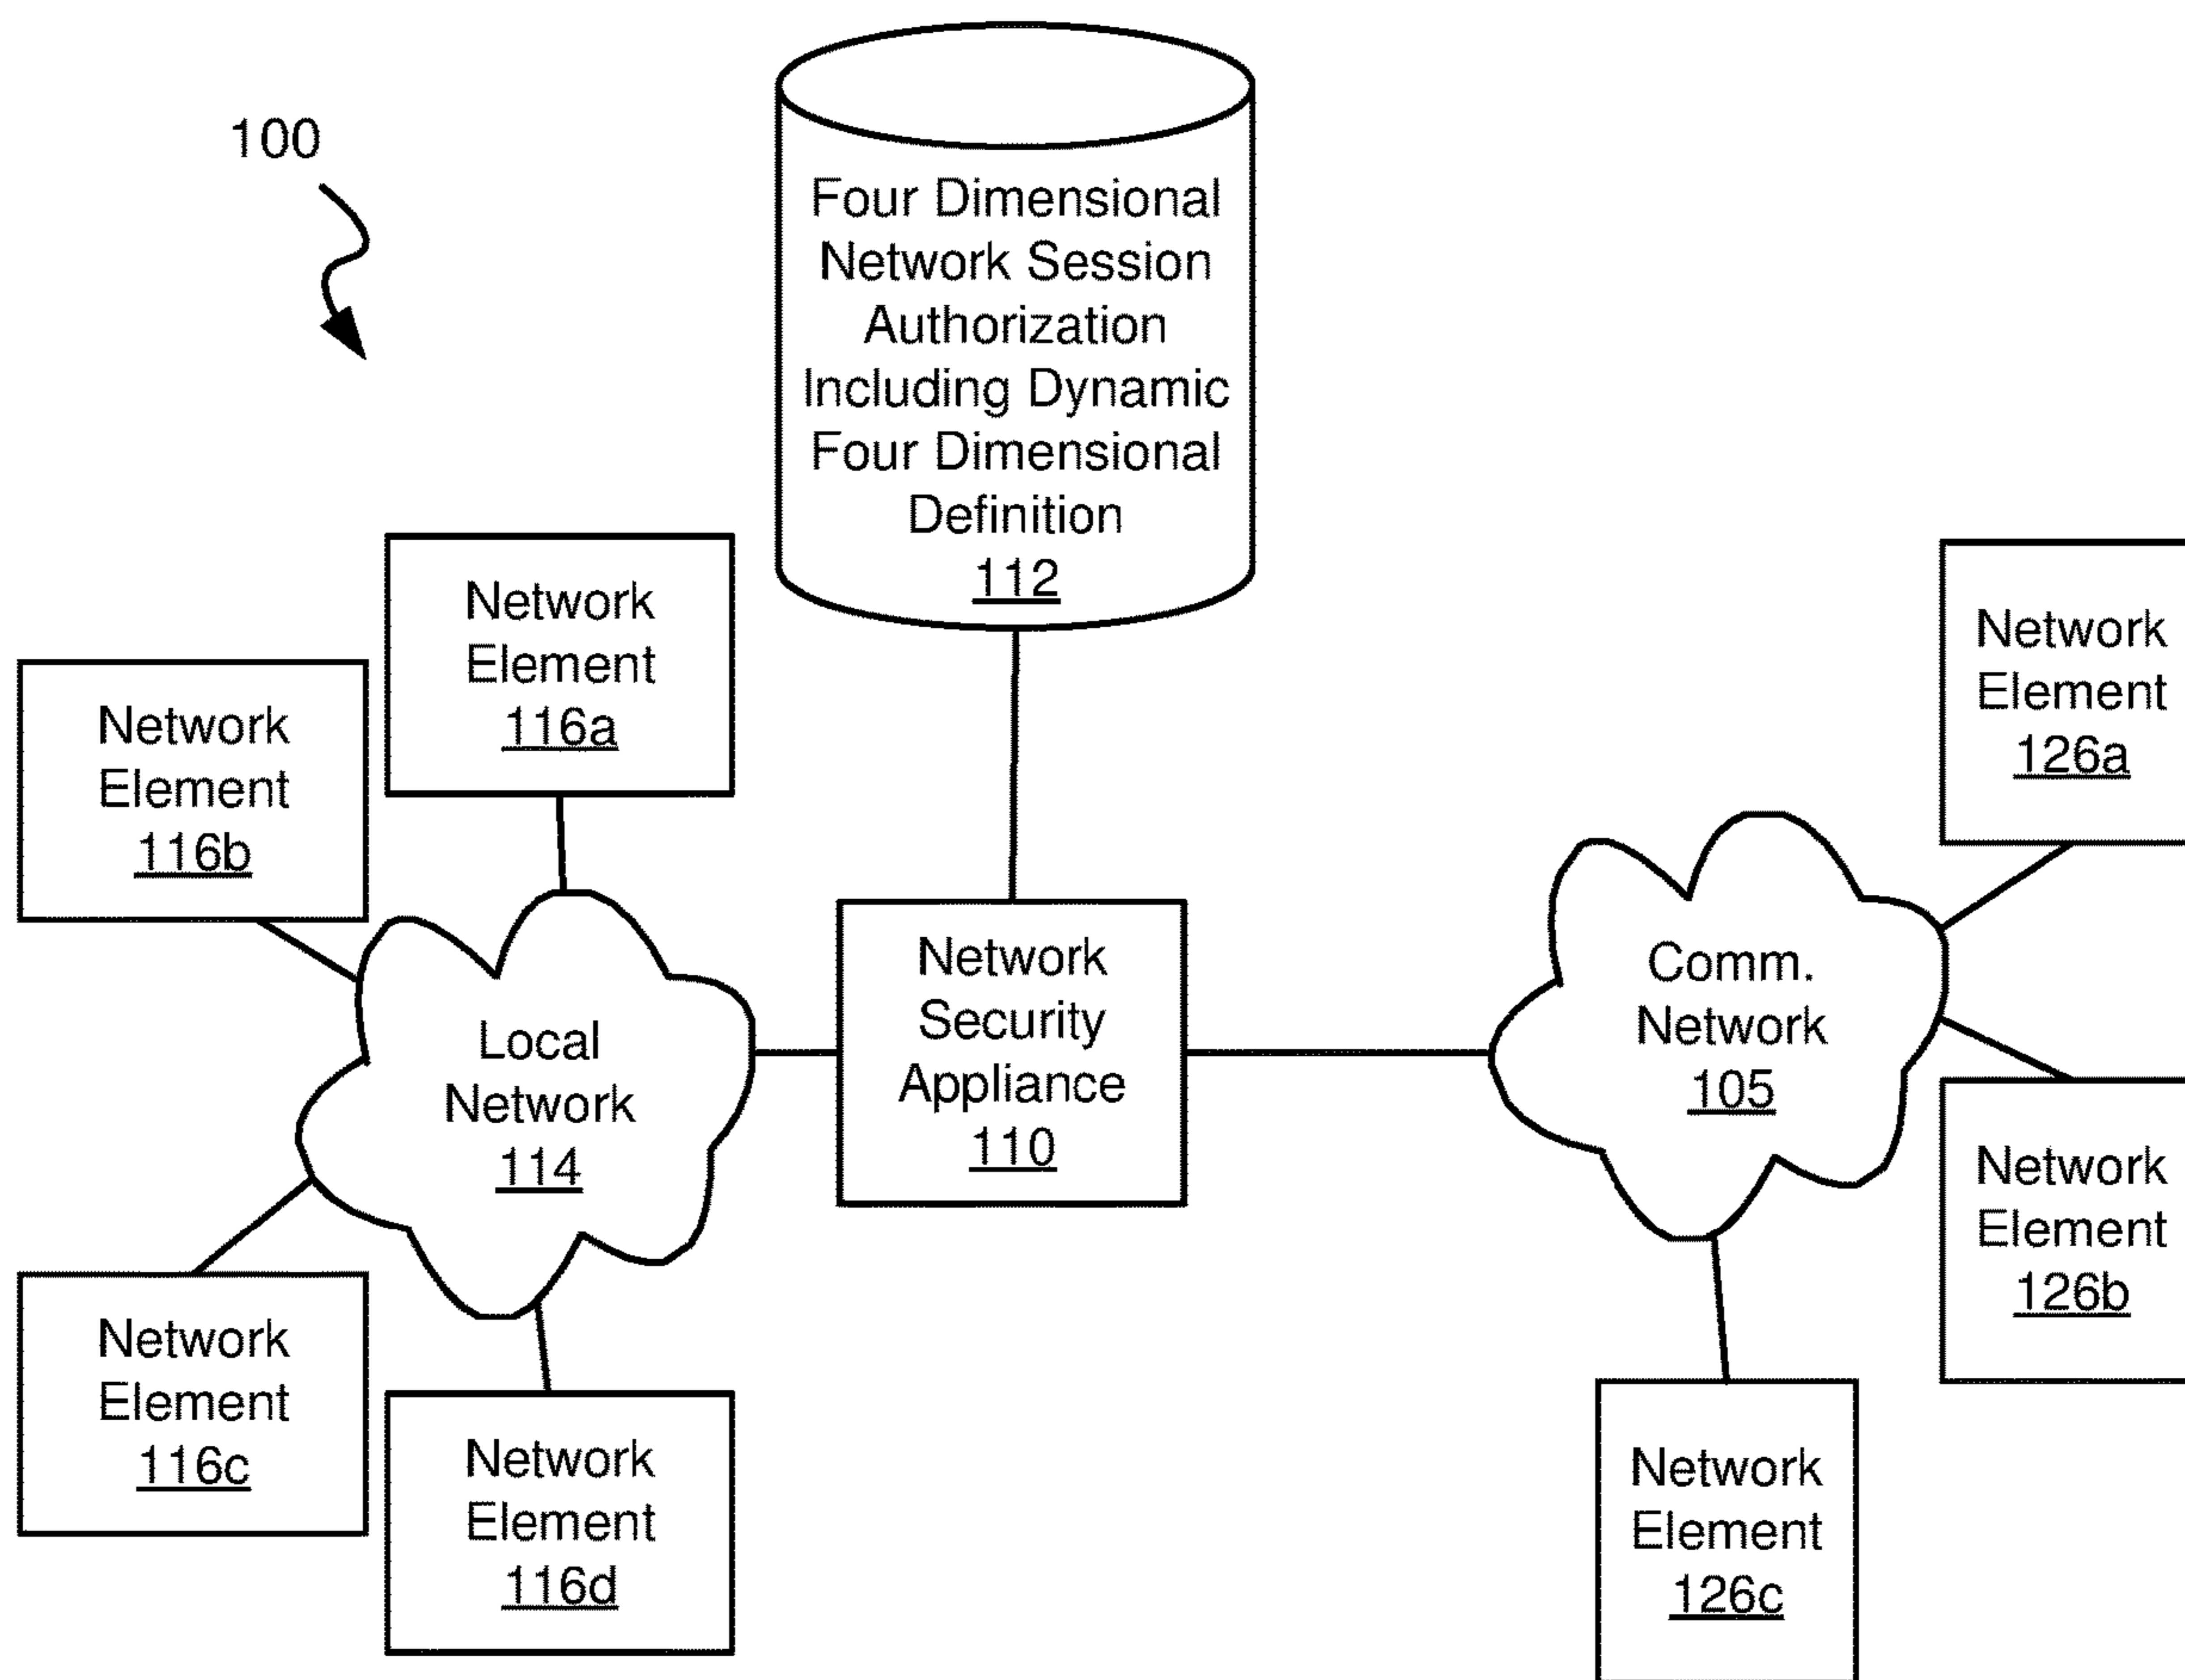 100
Four Dimensional
Network Session
Authorization
Including Dynamic
Four Dimensional
Definition
112
Network
Element
116a
Network
Element
116b
Network
Element
126a
Network
Security
Appliance
110
Comm.
Network
105
Local
Network
114
Network
Element
126b
Network
Element
116c
Network
Element
116d
Network
Element
126c